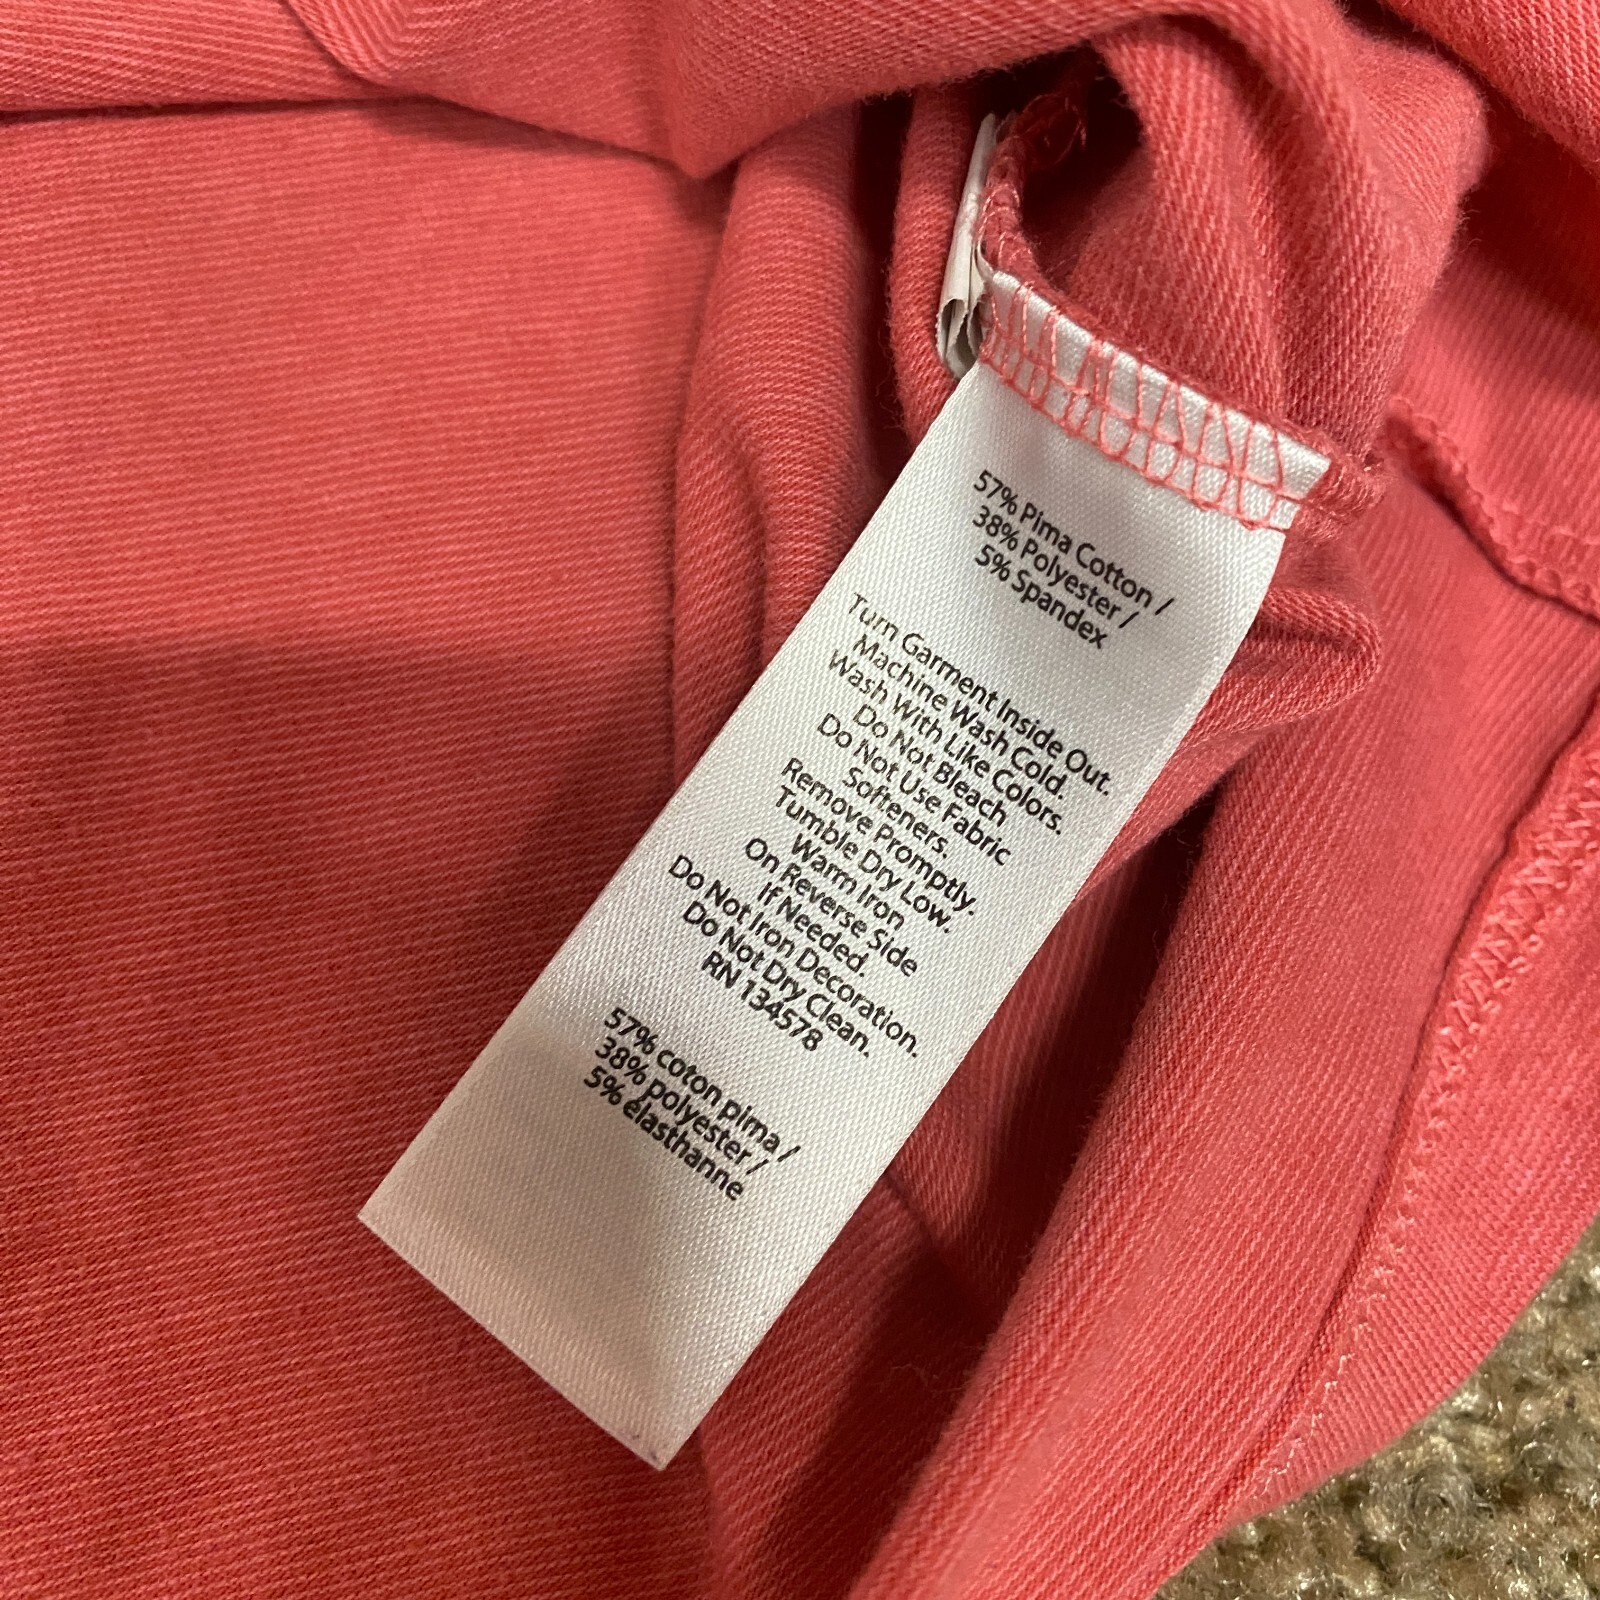 57% Pima Cotton /
38% Polyester /
5% Spandex
Turn Garment Inside Out.
Machine Wash Cold.
Wash With Like Colors.
Do Not Bleach
Do Not Use Fabric
Softeners.
Remove Promptly.
Tumble Dry Low.
Warm Iron
On Reverse Side
If Needed.
Do Not Iron Decoration.
Do Not Dry Clean.
RN 134578
57% coton pima /
38% polyester /
5% élasthanne